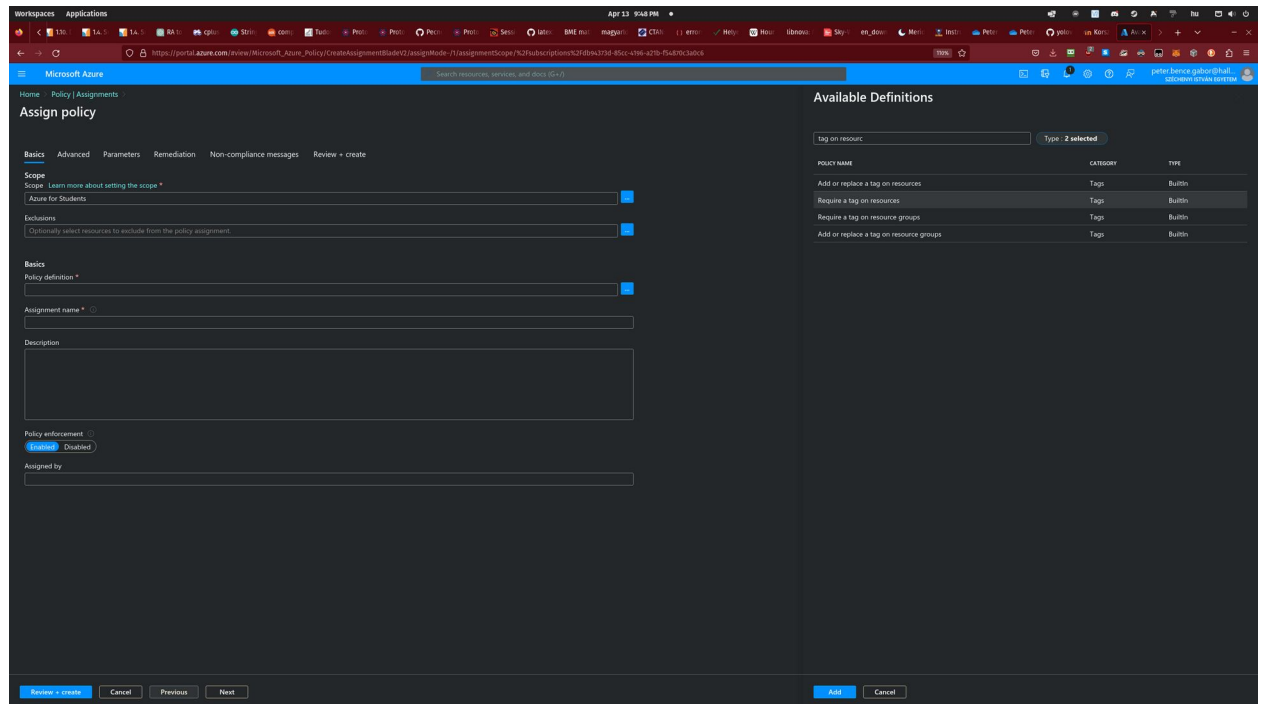 Workspaces Applications
Apr 13 9:48 PM
hu
https://portal.azure.com/#view/Microsoft_Azure_Policy/CreateAssignmentBladeV2/assignMode~/1/assignmentScope/%2Fsubscriptions%2Fdb94373d-85cc-4196-a21b-f54870c3a0c6
110%
Microsoft Azure
Search resources, services, and docs (G+/)
1
peter.bence.gabor@hall...
SZÉCHENYI ISTVÁN EGYETEM
Home > Policy | Assignments >
Assign policy
Basics Advanced Parameters Remediation Non-compliance messages Review + create
Scope
Scope Learn more about setting the scope *
Azure for Students
...
Exclusions
Optionally select resources to exclude from the policy assignment.
...
Basics
Policy definition *
...
Assignment name *
Description
Policy enforcement
Enabled Disabled
Assigned by
Review + create Cancel Previous Next
Available Definitions
tag on resourc
Type : 2 selected
POLICY NAME CATEGORY TYPE
Add or replace a tag on resources Tags BuiltIn
Require a tag on resources Tags BuiltIn
Require a tag on resource groups Tags BuiltIn
Add or replace a tag on resource groups Tags BuiltIn
Add Cancel